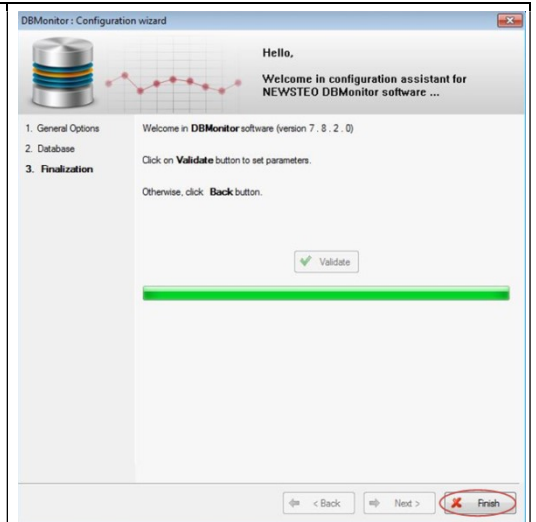 DBMonitor : Configuration wizard
Hello,
Welcome in configuration assistant for
NEWSTEO DBMonitor software ...
1. General Options
2. Database
3. Finalization
Welcome in DBMonitor software (version 7 . 8 . 2 . 0)
Click on Validate button to set parameters.
Otherwise, click Back button.
Validate
< Back
Next >
Finish